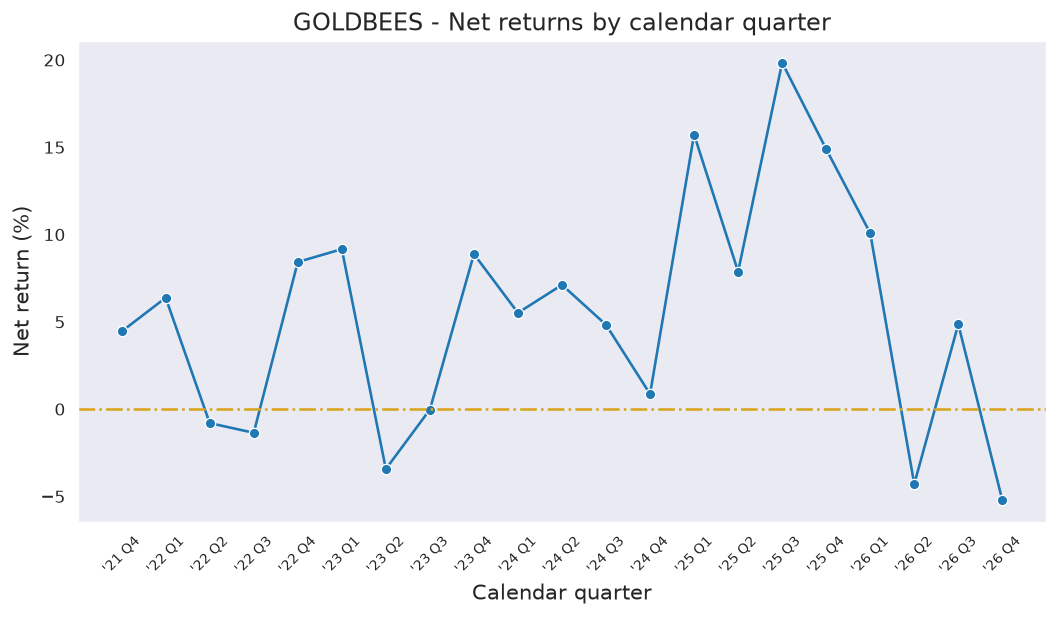 GOLDBEES - Net returns by calendar quarter
Net return (%)
20
15
10
5
0
−5
'21 Q4
'22 Q1
'22 Q2
'22 Q3
'22 Q4
'23 Q1
'23 Q2
'23 Q3
'23 Q4
'24 Q1
'24 Q2
'24 Q3
'24 Q4
'25 Q1
'25 Q2
'25 Q3
'25 Q4
'26 Q1
'26 Q2
'26 Q3
'26 Q4
Calendar quarter